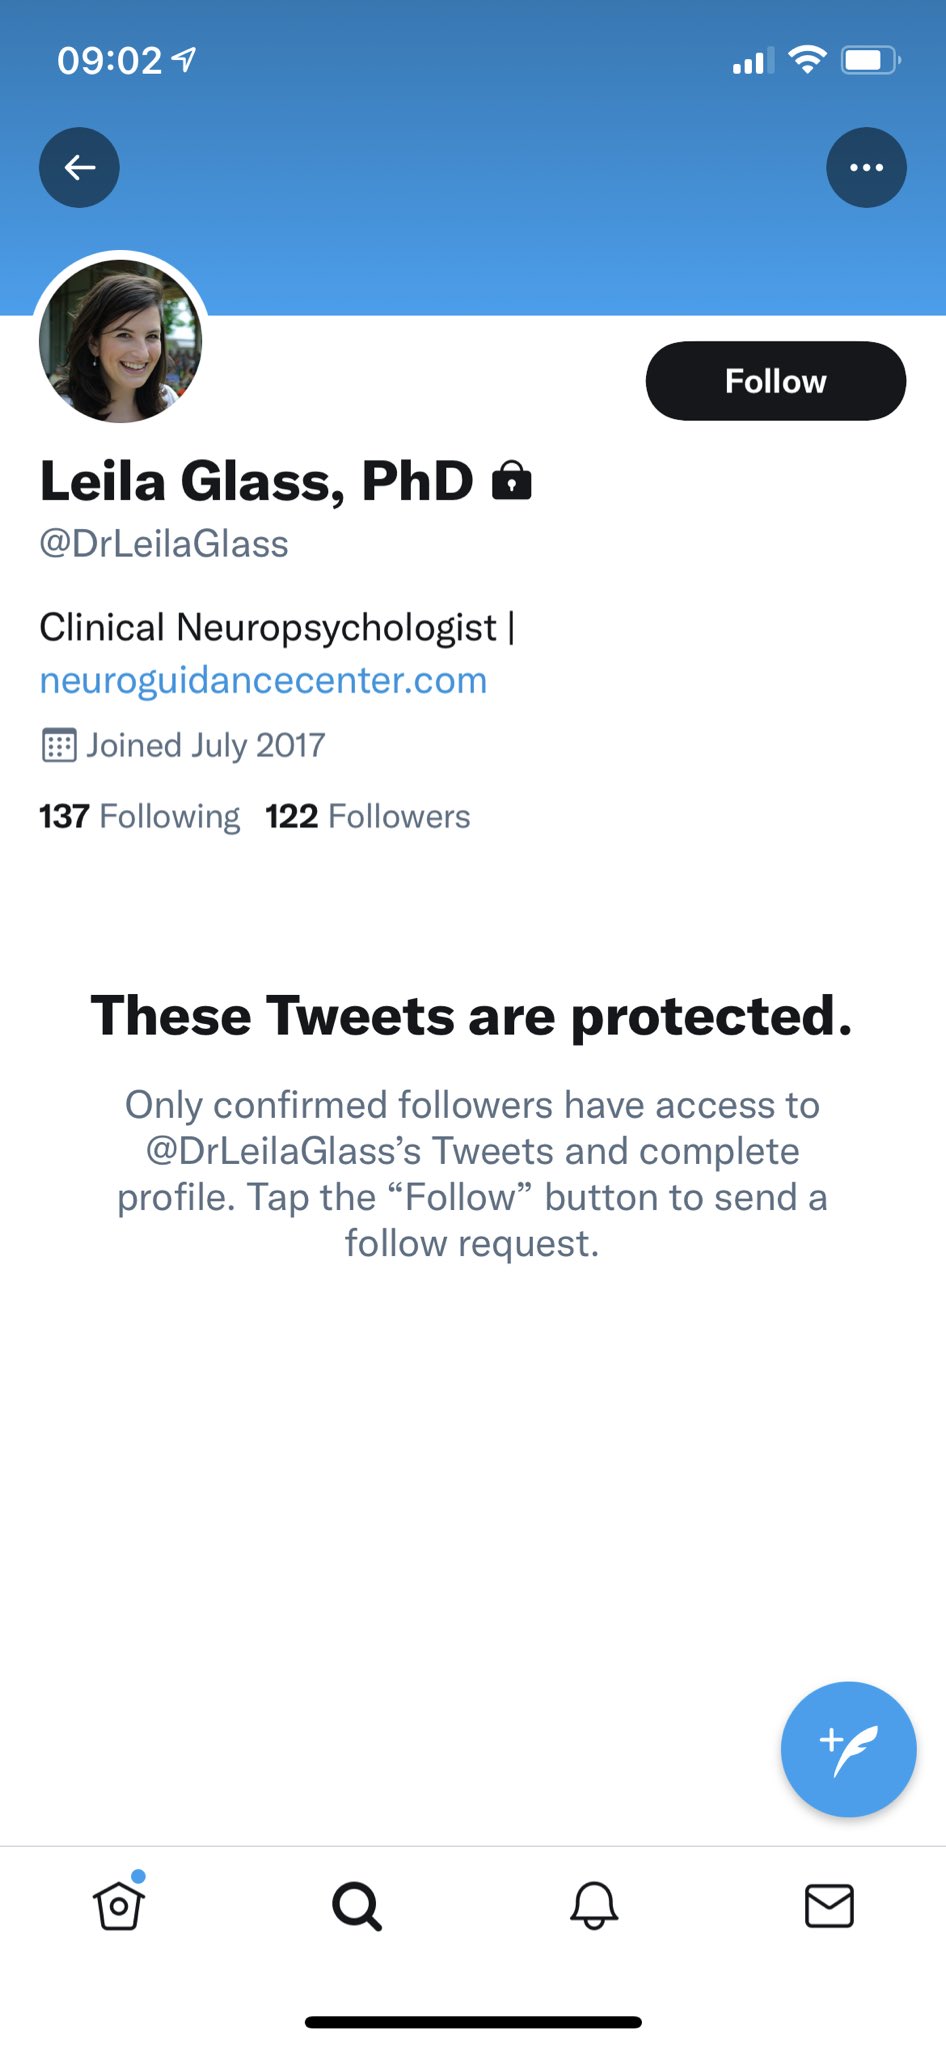 09:02
Follow
Leila Glass, PhD
@DrLeilaGlass
Clinical Neuropsychologist |
neuroguidancecenter.com
Joined July 2017
137 Following 122 Followers
These Tweets are protected.
Only confirmed followers have access to
@DrLeilaGlass’s Tweets and complete
profile. Tap the “Follow” button to send a
follow request.